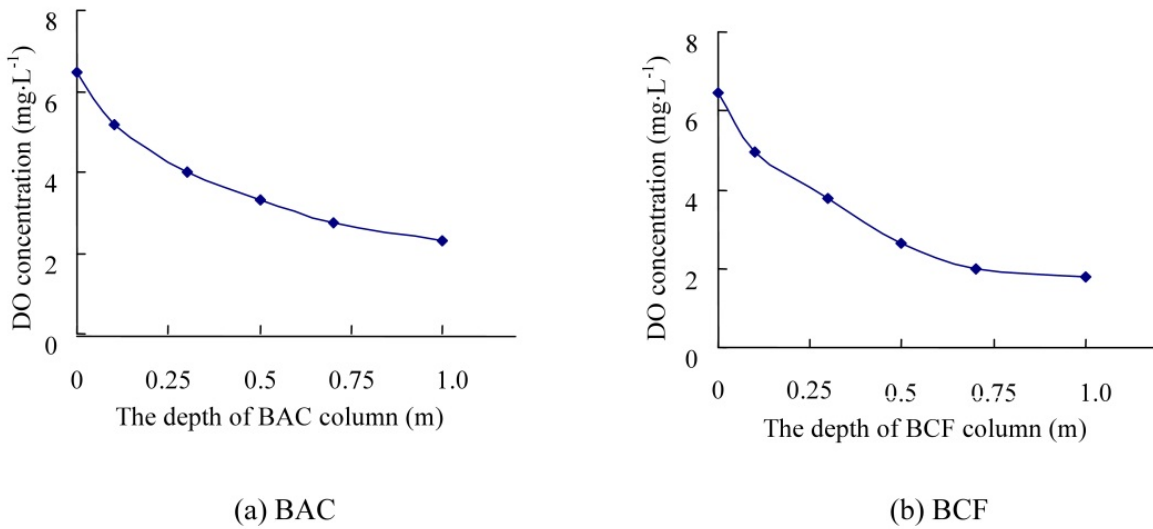 DO concentration (mg·L⁻¹)
8
6
4
2
0
0 0.25 0.5 0.75 1.0
The depth of BAC column (m)
(a) BAC
DO concentration (mg·L⁻¹)
8
6
4
2
0
0 0.25 0.5 0.75 1.0
The depth of BCF column (m)
(b) BCF